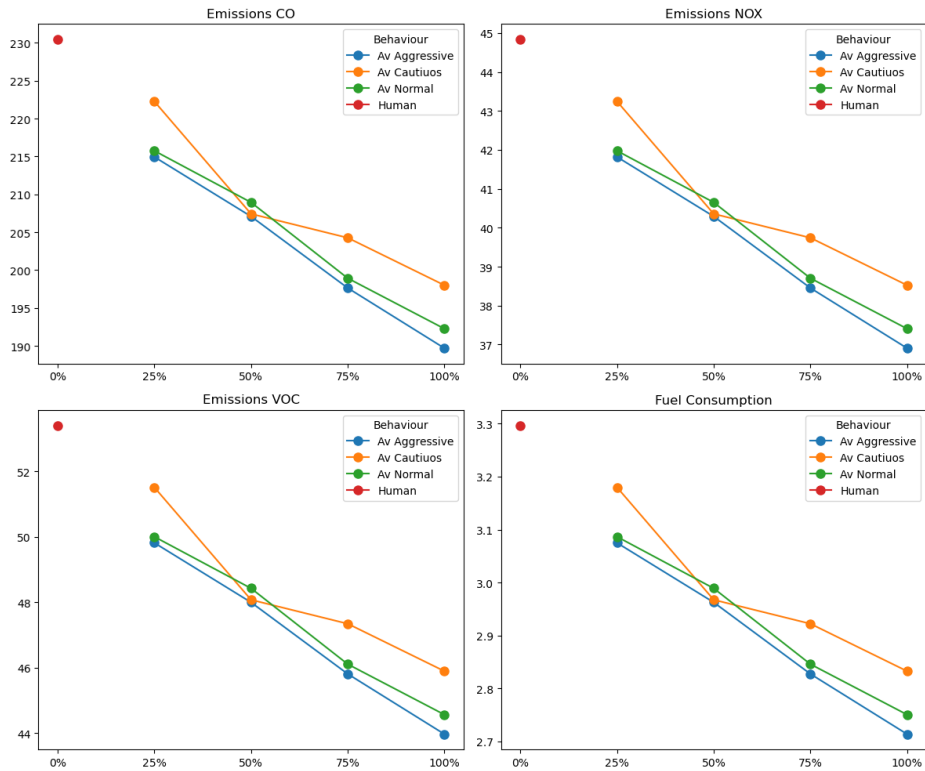 Emissions CO
230
225
220
215
210
205
200
195
190
0%
25%
50%
75%
100%
Behaviour
Av Aggressive
Av Cautiuos
Av Normal
Human
Emissions NOX
45
44
43
42
41
40
39
38
37
0%
25%
50%
75%
100%
Behaviour
Av Aggressive
Av Cautiuos
Av Normal
Human
Emissions VOC
52
50
48
46
44
0%
25%
50%
75%
100%
Behaviour
Av Aggressive
Av Cautiuos
Av Normal
Human
Fuel Consumption
3.3
3.2
3.1
3.0
2.9
2.8
2.7
0%
25%
50%
75%
100%
Behaviour
Av Aggressive
Av Cautiuos
Av Normal
Human